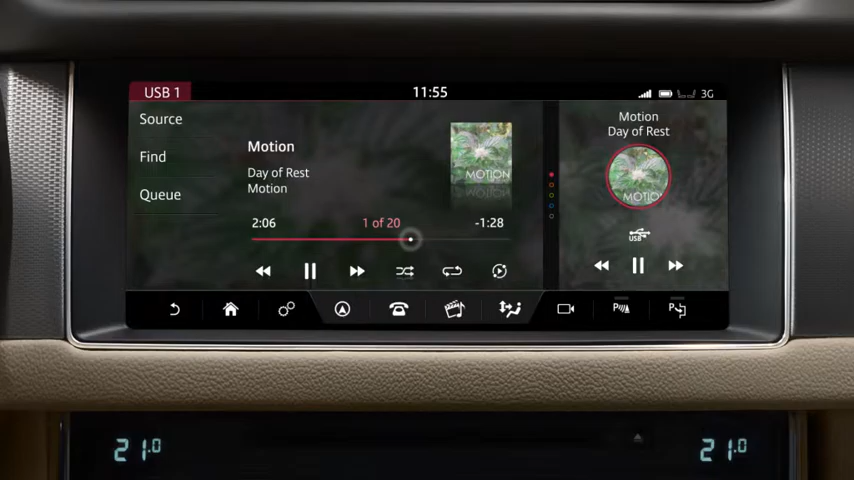 USB 1
11:55
3G
Source
Find
Queue
Motion
Day of Rest
Motion
MOTION
2:06
1 of 20
-1:28
Motion
Day of Rest
MOTION
USB
P
P
21.0
21.0